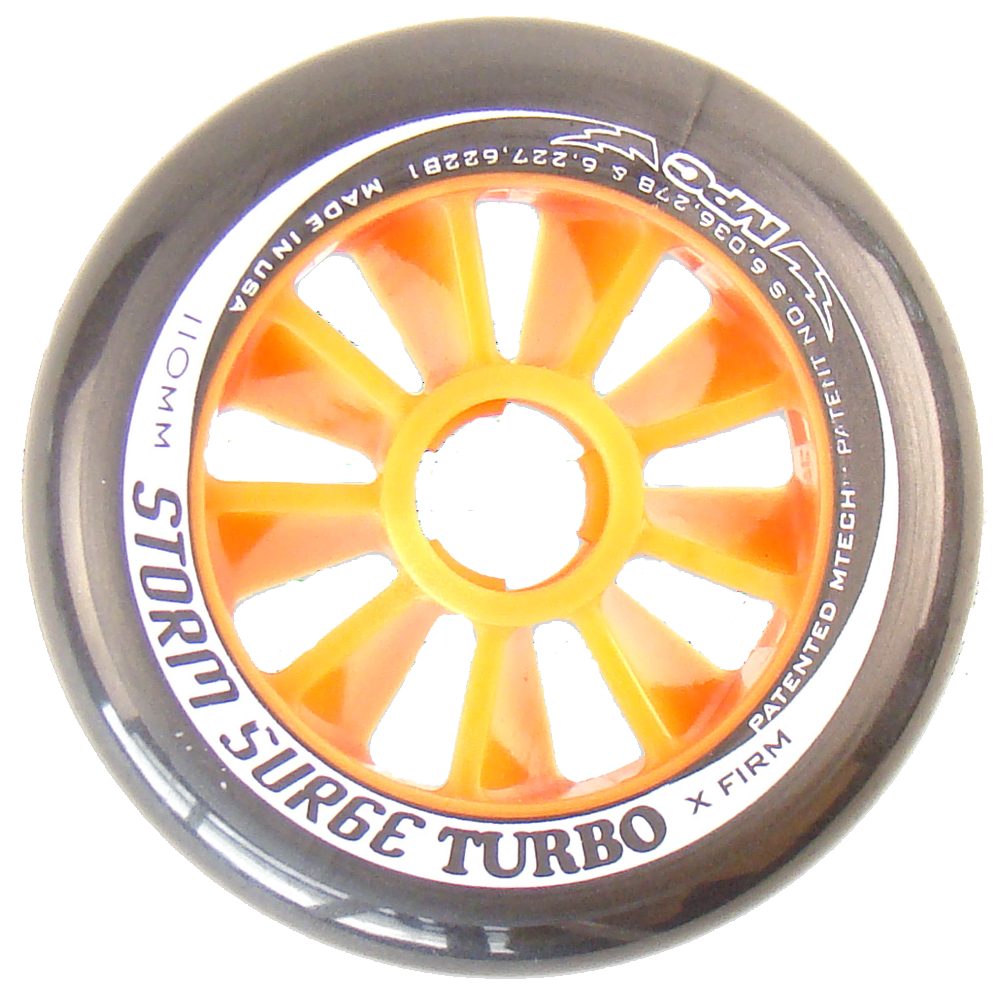 110MM STORM SURGE TURBO X FIRM
MPC
PATENTED MTECH·· PATENT NO.S 6,036,278 & 6,227,622B1 MADE IN USA